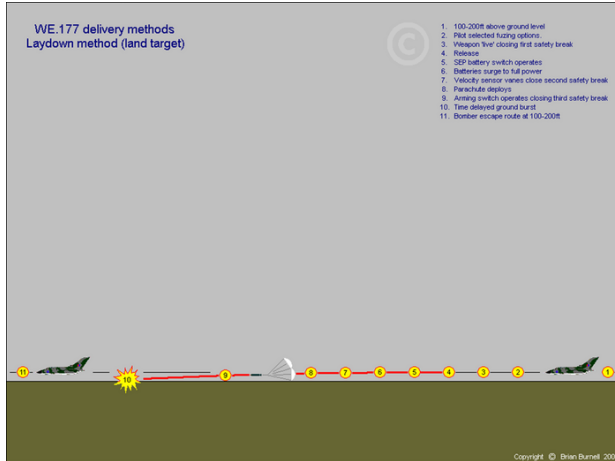 WE.177 delivery methods
Laydown method (land target)
©
1. 100-200ft above ground level
2. Pilot selected fuzing options.
3. Weapon 'live' closing first safety break
4. Release
5. SEP battery switch operates
6. Batteries surge to full power
7. Velocity sensor vanes close second safety break
8. Parachute deploys
9. Arming switch operates closing third safety break
10. Time delayed ground burst
11. Bomber escape route at 100-200ft
11 10 9 8 7 6 5 4 3 2 1
Copyright © Brian Burnell